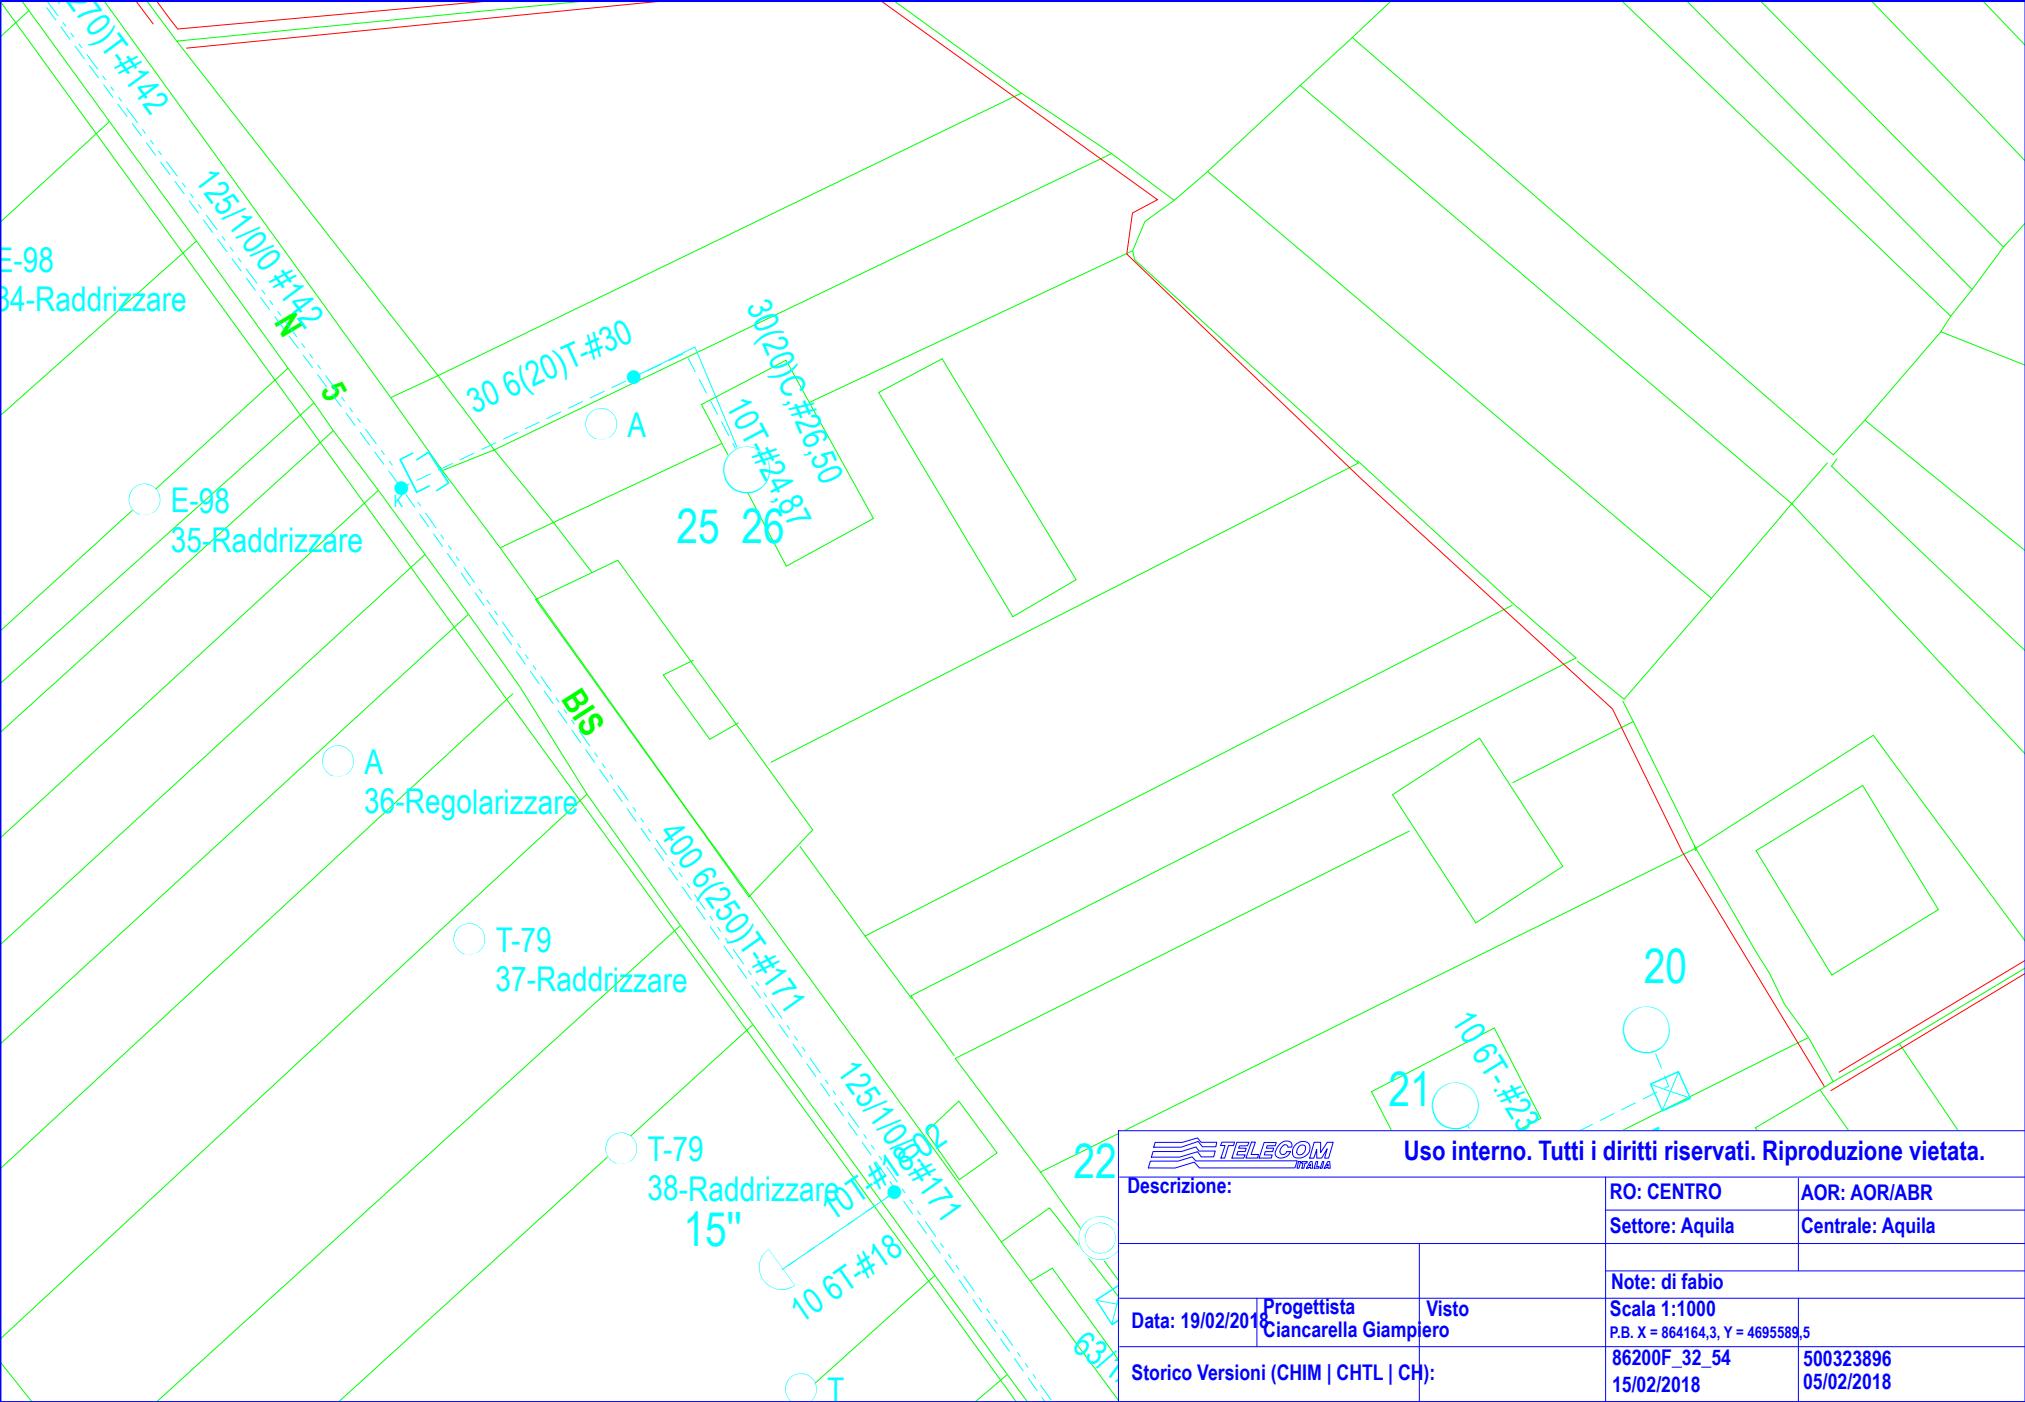 270)T-#142
125/1/0/0 #142
E-98
34-Raddrizzare
N
5
30 6(20)T-#30
30(20)C,#26,50
10T-#24,87
A
25 26
K
E-98
35-Raddrizzare
BIS
A
36-Regolarizzare
400 6(250)T-#171
T-79
37-Raddrizzare
20
10 6T-.#23
21
125/1/0/0 #171
22
T-79
38-Raddrizzare
15"
10 6T-#18
T
TELECOM
ITALIA
Uso interno. Tutti i diritti riservati. Riproduzione vietata.
Descrizione:
RO: CENTRO
AOR: AOR/ABR
Settore: Aquila
Centrale: Aquila
Note: di fabio
Data: 19/02/2018
Progettista
Ciancarella Giampiero
Visto
Scala 1:1000
P.B. X = 864164,3, Y = 4695589,5
Storico Versioni (CHIM | CHTL | CH):
86200F_32_54
15/02/2018
500323896
05/02/2018